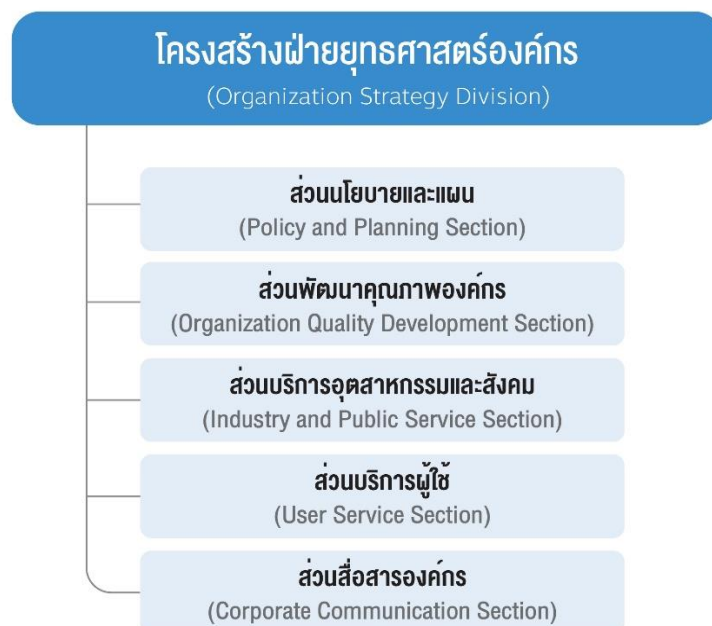 โครงสร้างฝ่ายยุทธศาสตร์องค์กร
(Organization Strategy Division)
ส่วนนโยบายและแผน
(Policy and Planning Section)
ส่วนพัฒนาคุณภาพองค์กร
(Organization Quality Development Section)
ส่วนบริการอุตสาหกรรมและสังคม
(Industry and Public Service Section)
ส่วนบริการผู้ใช้
(User Service Section)
ส่วนสื่อสารองค์กร
(Corporate Communication Section)